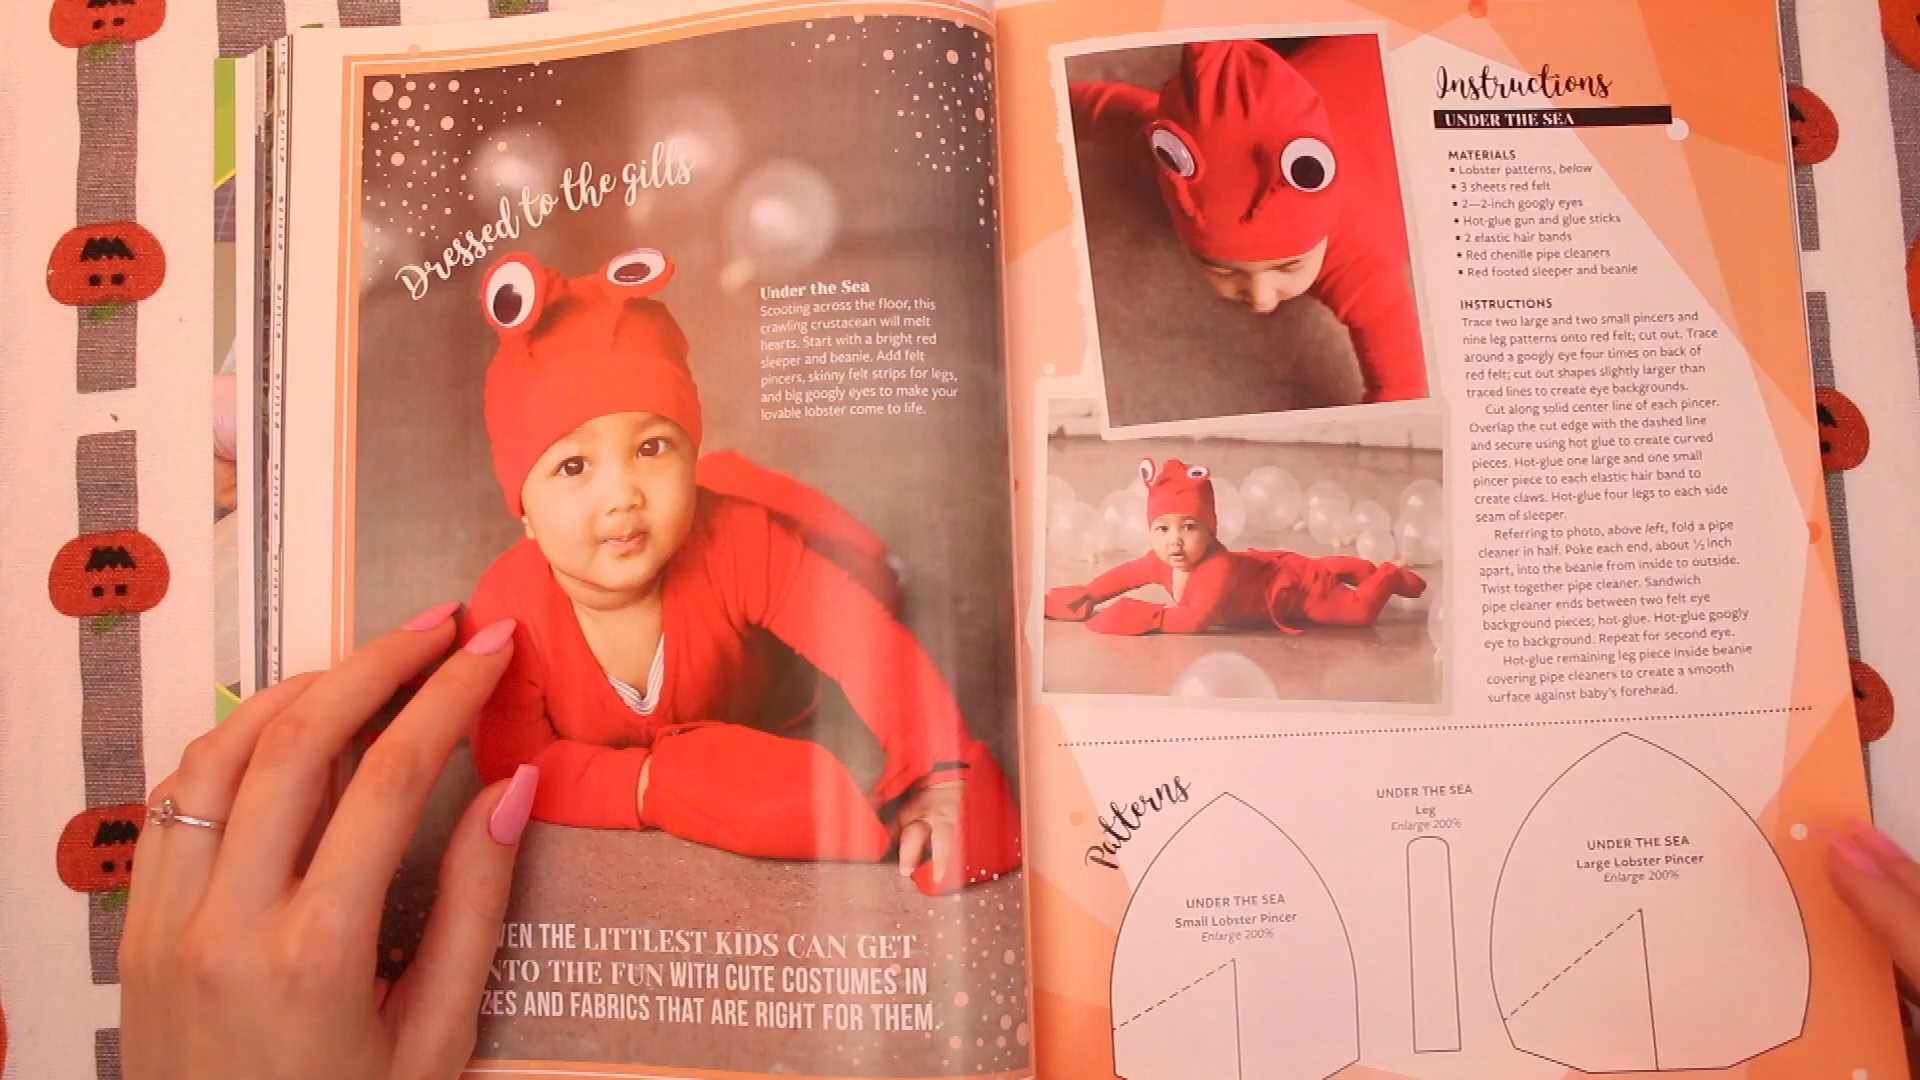 Dressed to the gills
Under the Sea
Scooting across the floor, this
crawling crustacean will melt
hearts. Start with a bright red
sleeper and beanie. Add felt
pincers, skinny felt strips for legs,
and big googly eyes to make your
lovable lobster come to life.
VEN THE LITTLEST KIDS CAN GET
NTO THE FUN WITH CUTE COSTUMES IN
ZES AND FABRICS THAT ARE RIGHT FOR THEM.
Instructions
UNDER THE SEA
MATERIALS
• Lobster patterns, below
• 3 sheets red felt
• 2—2-inch googly eyes
• Hot-glue gun and glue sticks
• 2 elastic hair bands
• Red chenille pipe cleaners
• Red footed sleeper and beanie
INSTRUCTIONS
Trace two large and two small pincers and
nine leg patterns onto red felt; cut out. Trace
around a googly eye four times on back of
red felt; cut out shapes slightly larger than
traced lines to create eye backgrounds.
Cut along solid center line of each pincer.
Overlap the cut edge with the dashed line
and secure using hot glue to create curved
pieces. Hot-glue one large and one small
pincer piece to each elastic hair band to
create claws. Hot-glue four legs to each side
seam of sleeper.
Referring to photo, above left, fold a pipe
cleaner in half. Poke each end, about ½ inch
apart, into the beanie from inside to outside.
Twist together pipe cleaner. Sandwich
pipe cleaner ends between two felt eye
background pieces; hot-glue. Hot-glue googly
eye to background. Repeat for second eye.
Hot-glue remaining leg piece inside beanie
covering pipe cleaners to create a smooth
surface against baby's forehead.
Patterns
UNDER THE SEA
Small Lobster Pincer
Enlarge 200%
UNDER THE SEA
Leg
Enlarge 200%
UNDER THE SEA
Large Lobster Pincer
Enlarge 200%